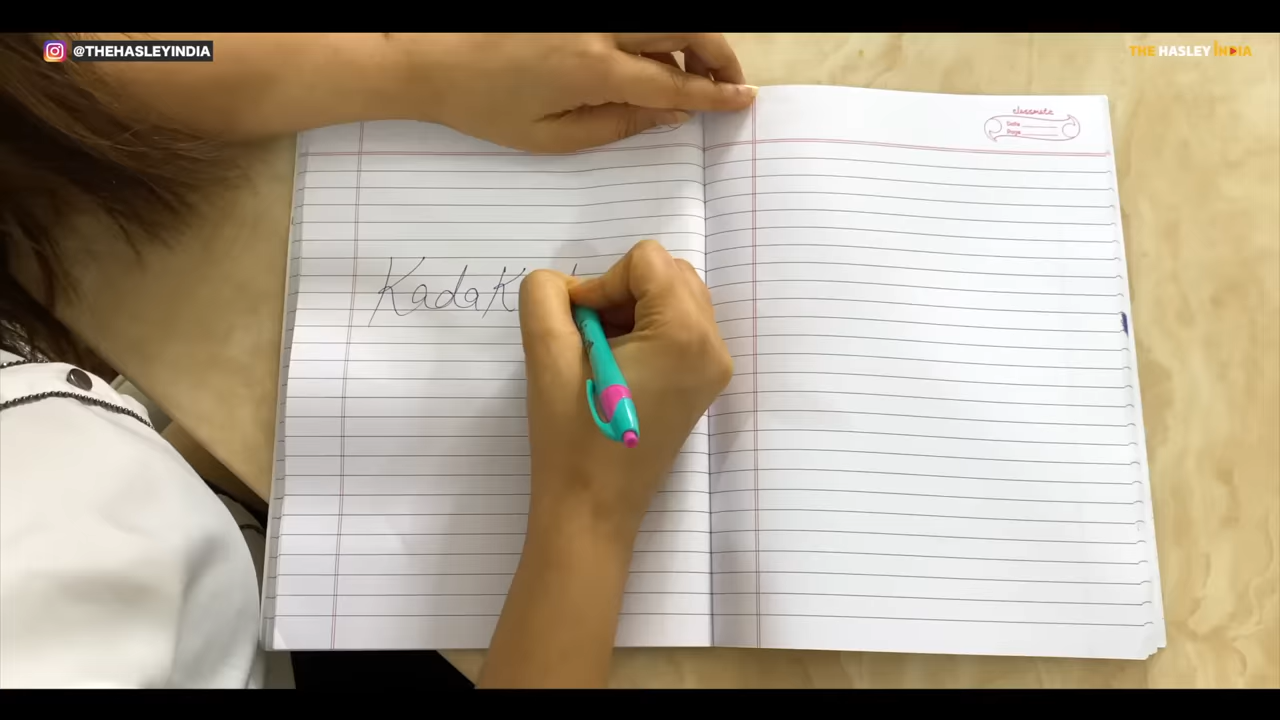 @THEHASLEYINDIA
THE HASLEY INDIA
classmate
Date
Page
KadaK